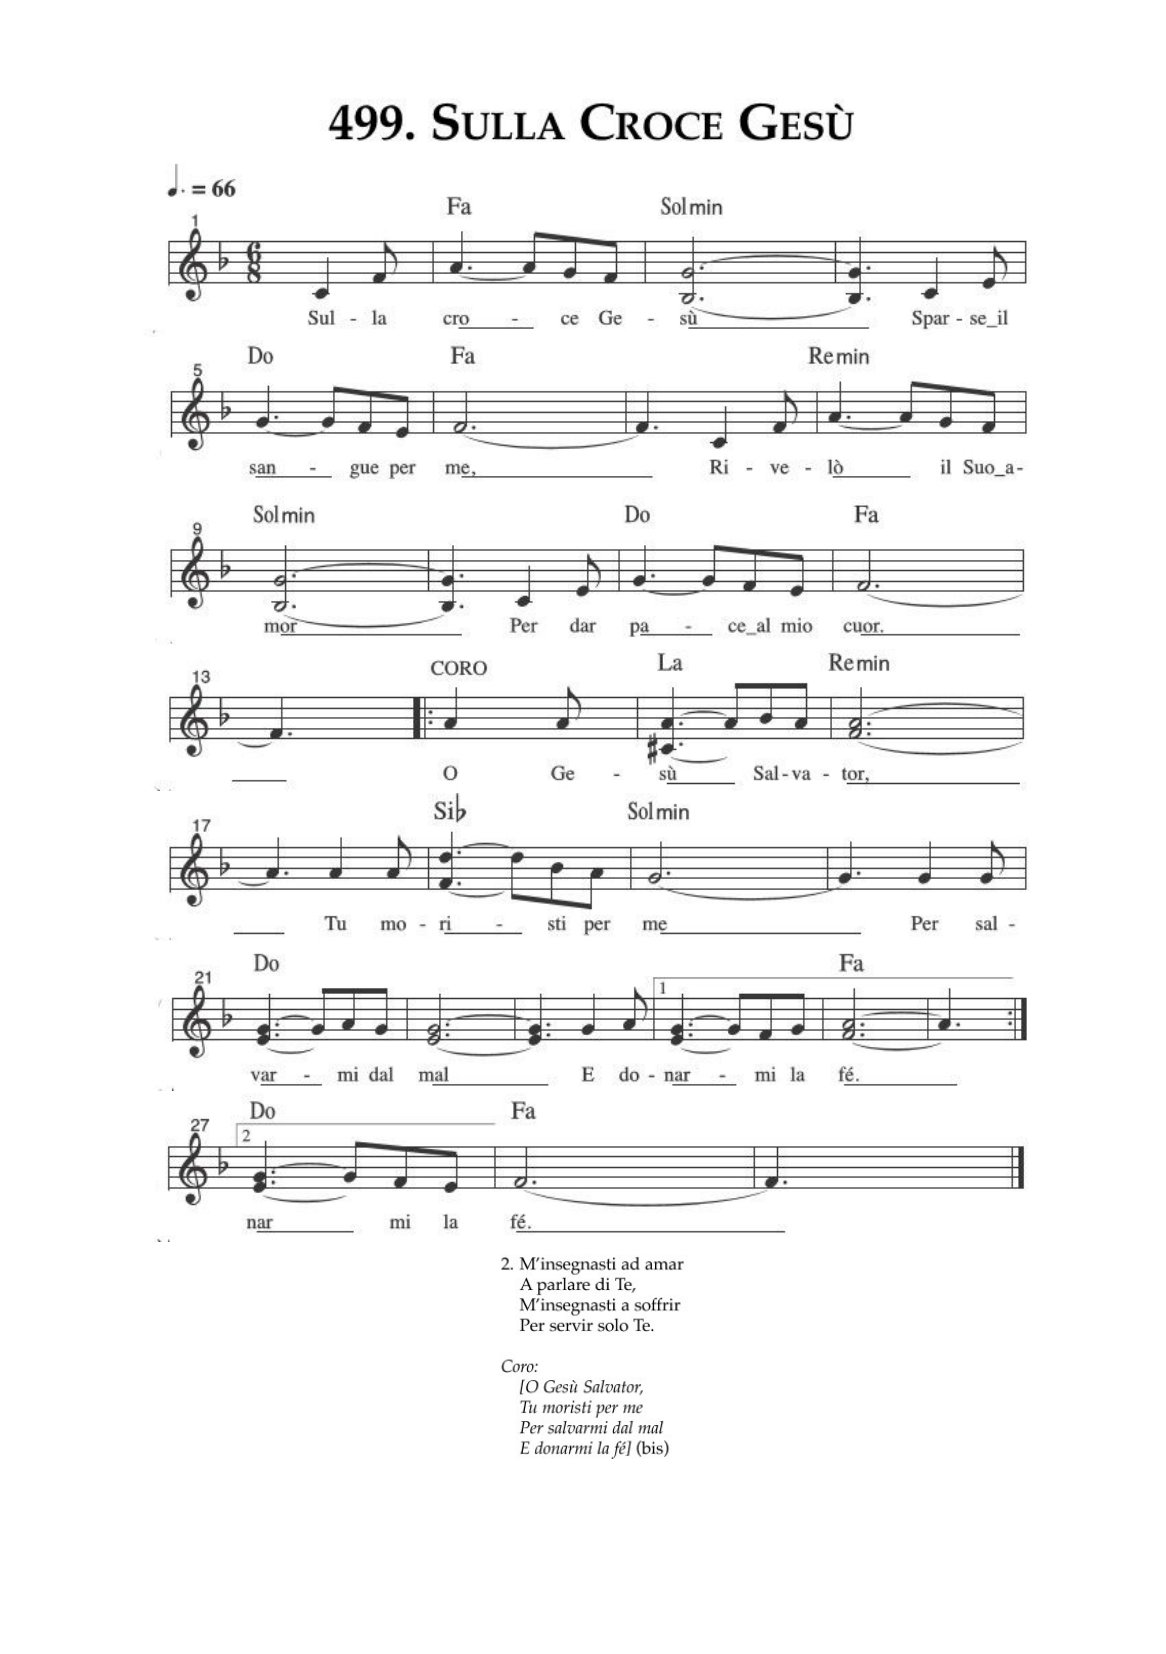 499. Sulla Croce Gesù
♩. = 66
Fa Solmin
1
6 8
Sul - la cro - ce Ge - sù Spar - se_il
Do Fa Remin
5
san - gue per me, Ri - ve - lò il Suo_a-
Solmin Do Fa
9
mor Per dar pa - ce_al mio cuor.
CORO La Remin
13
O Ge - sù Sal - va - tor,
Si♭ Solmin
17
Tu mo - ri - sti per me Per sal -
Do Fa
21 1
var - mi dal mal E do - nar - mi la fé.
Do Fa
27 2
nar mi la fé.
2. M'insegnasti ad amar
A parlare di Te,
M'insegnasti a soffrir
Per servir solo Te.
Coro:
[O Gesù Salvator,
Tu moristi per me
Per salvarmi dal mal
E donarmi la fé] (bis)